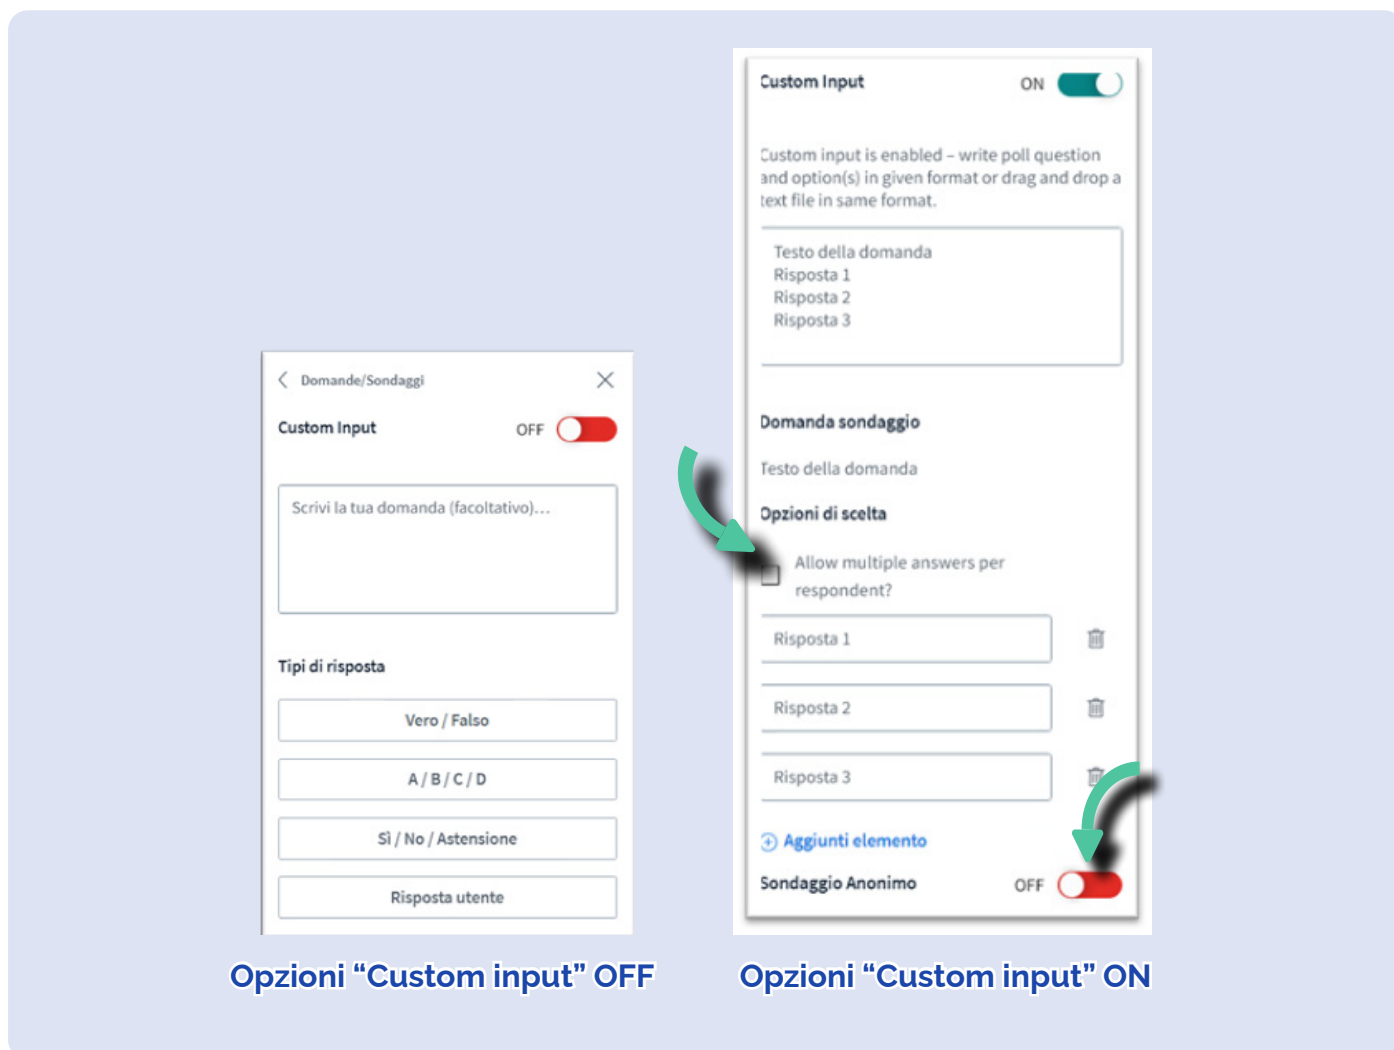 Domande/Sondaggi
Custom Input OFF
Scrivi la tua domanda (facoltativo)...
Tipi di risposta
Vero / Falso
A / B / C / D
Sì / No / Astensione
Risposta utente
Opzioni “Custom input” OFF
Custom Input ON
Custom input is enabled – write poll question
and option(s) in given format or drag and drop a
text file in same format.
Testo della domanda
Risposta 1
Risposta 2
Risposta 3
Domanda sondaggio
Testo della domanda
Opzioni di scelta
Allow multiple answers per
respondent?
Risposta 1
Risposta 2
Risposta 3
Aggiunti elemento
Sondaggio Anonimo OFF
Opzioni “Custom input” ON